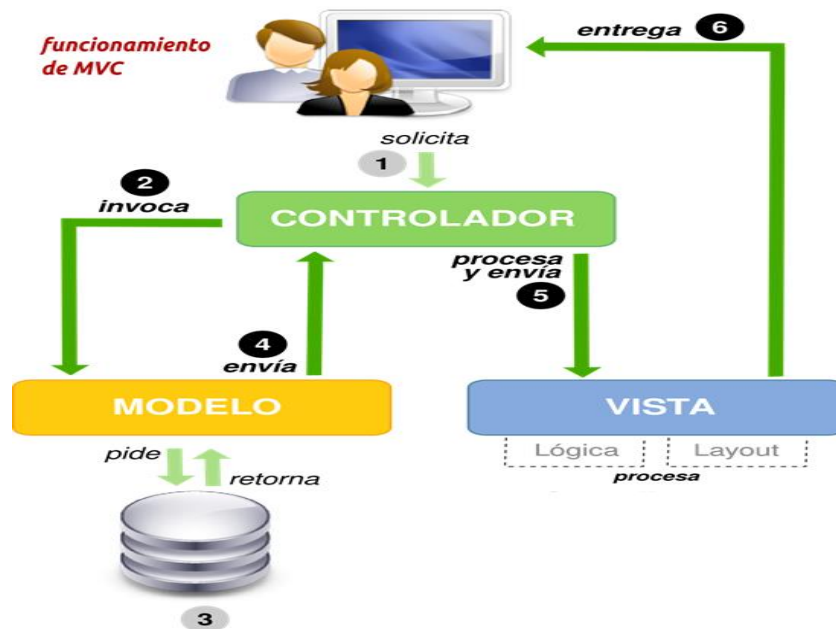 funcionamiento
de MVC
entrega 6
solicita
1
2
invoca
CONTROLADOR
procesa
y envía
5
4
envía
MODELO
VISTA
pide
retorna
Lógica
Layout
procesa
3